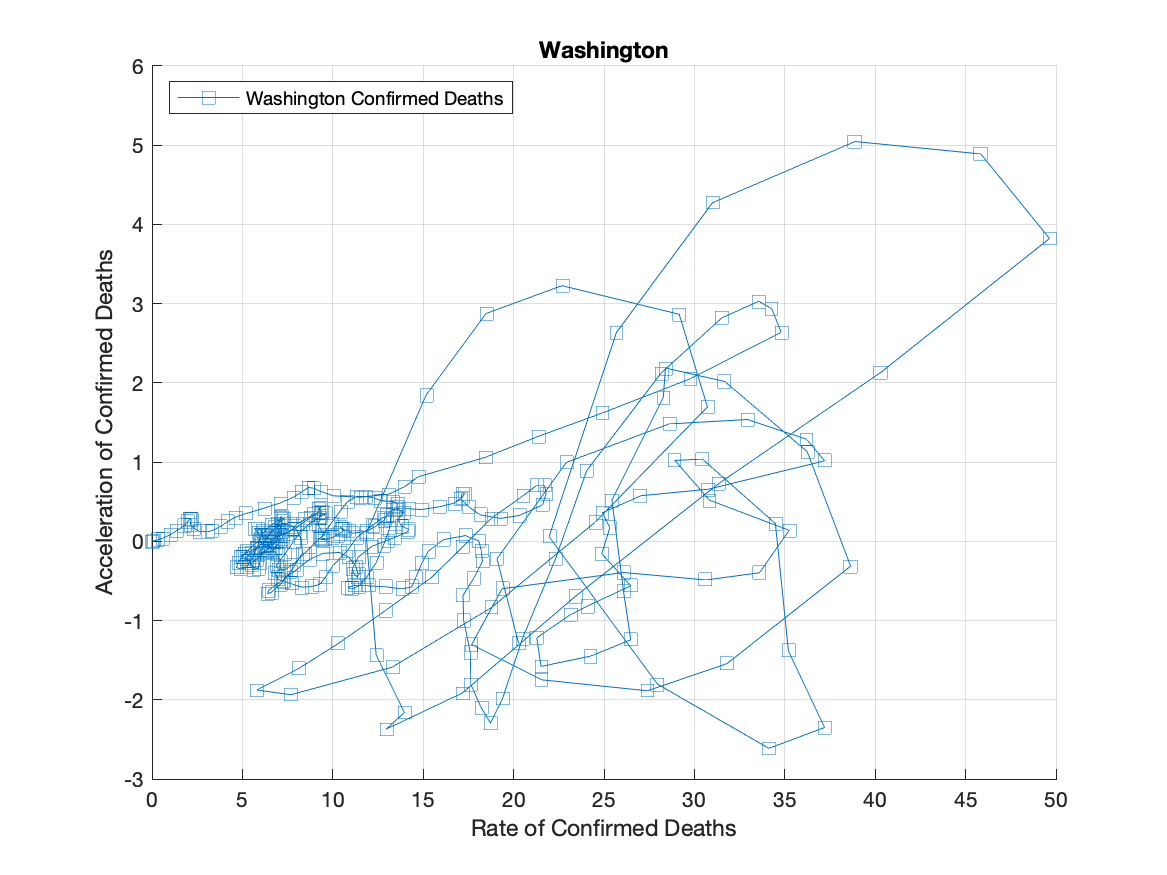 Washington
Washington Confirmed Deaths
6
5
4
3
2
1
0
-1
-2
-3
Acceleration of Confirmed Deaths
0 5 10 15 20 25 30 35 40 45 50
Rate of Confirmed Deaths